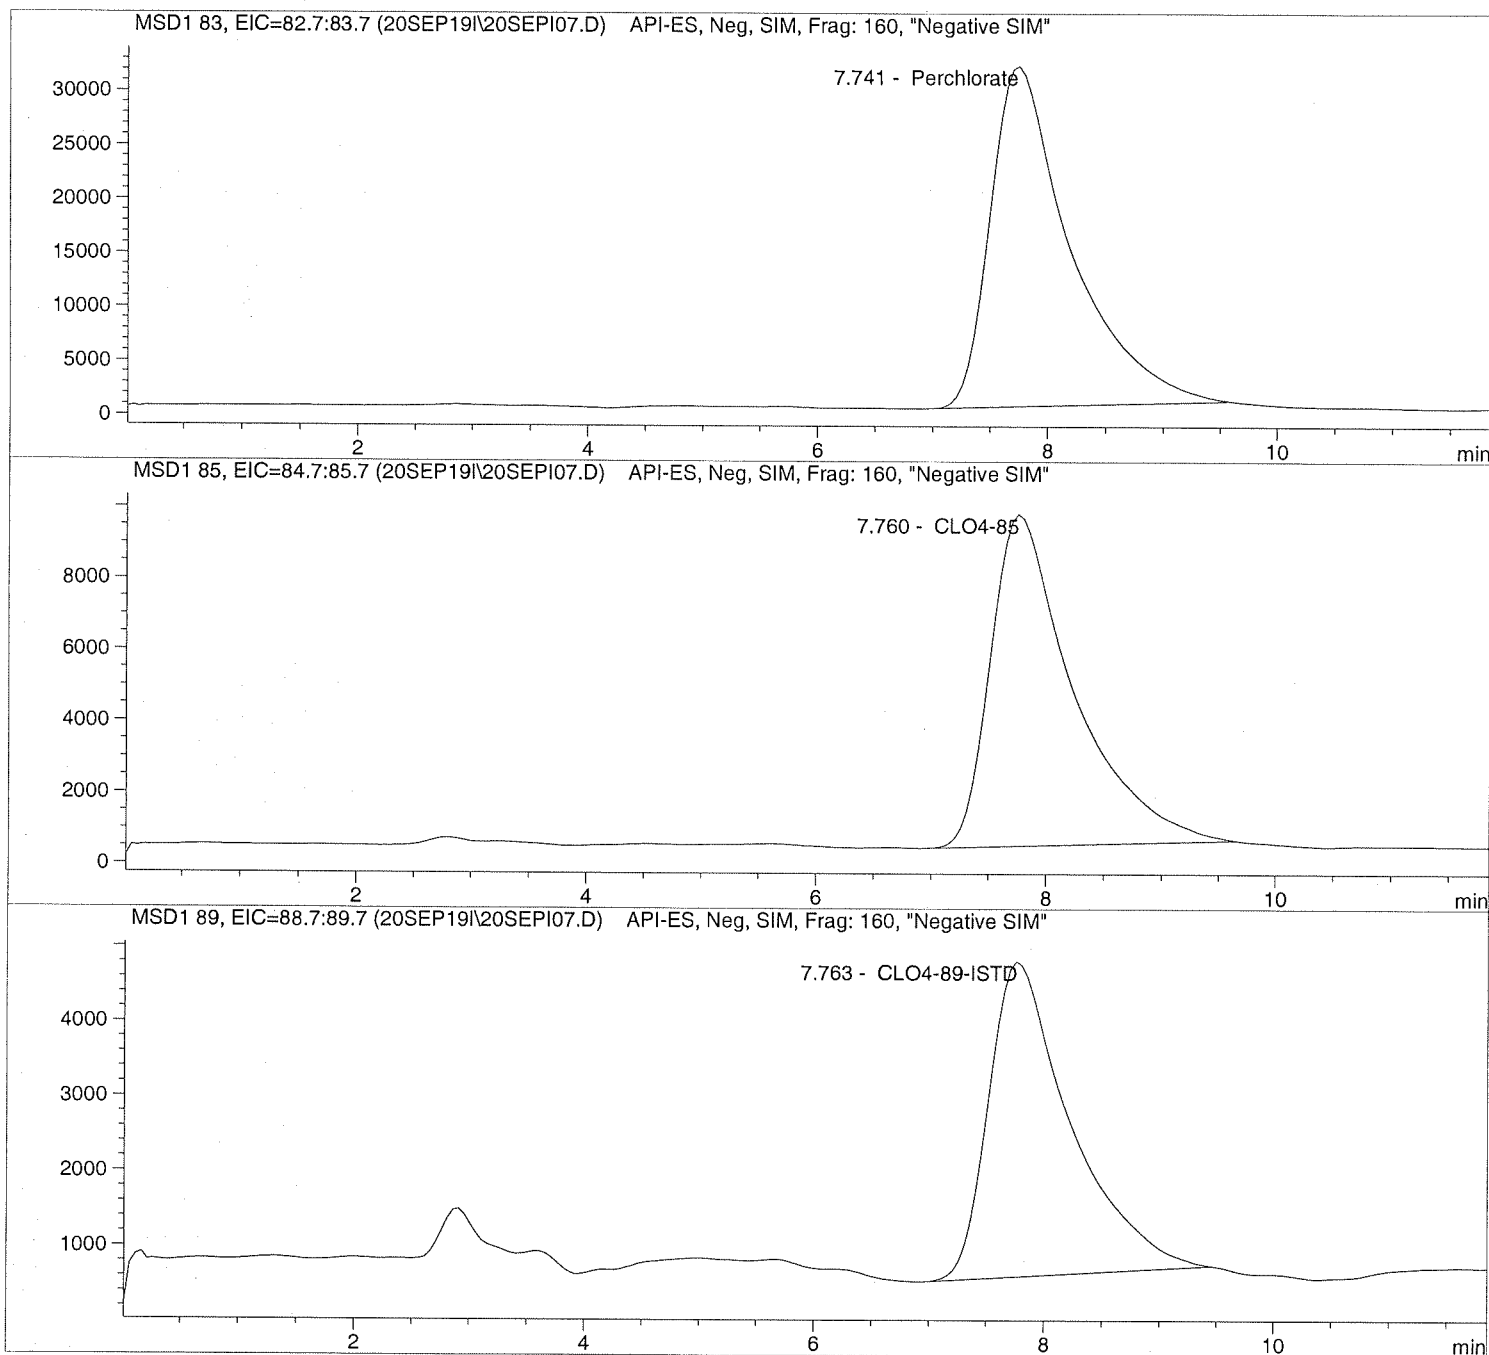 MSD1 83, EIC=82.7:83.7 (20SEP19I\20SEPI07.D) API-ES, Neg, SIM, Frag: 160, "Negative SIM"
7.741 - Perchlorate
30000
25000
20000
15000
10000
5000
0
2 4 6 8 10 min
MSD1 85, EIC=84.7:85.7 (20SEP19I\20SEPI07.D) API-ES, Neg, SIM, Frag: 160, "Negative SIM"
7.760 - CLO4-85
8000
6000
4000
2000
0
2 4 6 8 10 min
MSD1 89, EIC=88.7:89.7 (20SEP19I\20SEPI07.D) API-ES, Neg, SIM, Frag: 160, "Negative SIM"
7.763 - CLO4-89-ISTD
4000
3000
2000
1000
2 4 6 8 10 min